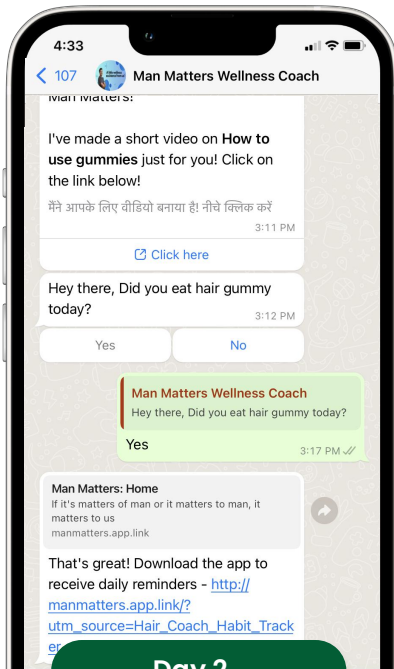 4:33
107
Man Matters Wellness Coach
Man Matters!
I've made a short video on How to
use gummies just for you! Click on
the link below!
मैंने आपके लिए वीडियो बनाया है! नीचे क्लिक करें
3:11 PM
Click here
Hey there, Did you eat hair gummy
today?
3:12 PM
Yes
No
Man Matters Wellness Coach
Hey there, Did you eat hair gummy today?
Yes
3:17 PM
Man Matters: Home
If it's matters of man or it matters to man, it
matters to us
manmatters.app.link
That's great! Download the app to
receive daily reminders - http://
manmatters.app.link/?
utm_source=Hair_Coach_Habit_Track
er
Day 2